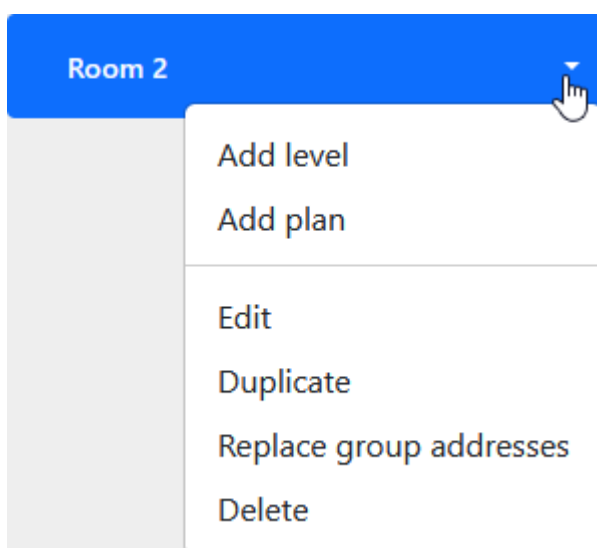 Room 2
Add level
Add plan
Edit
Duplicate
Replace group addresses
Delete